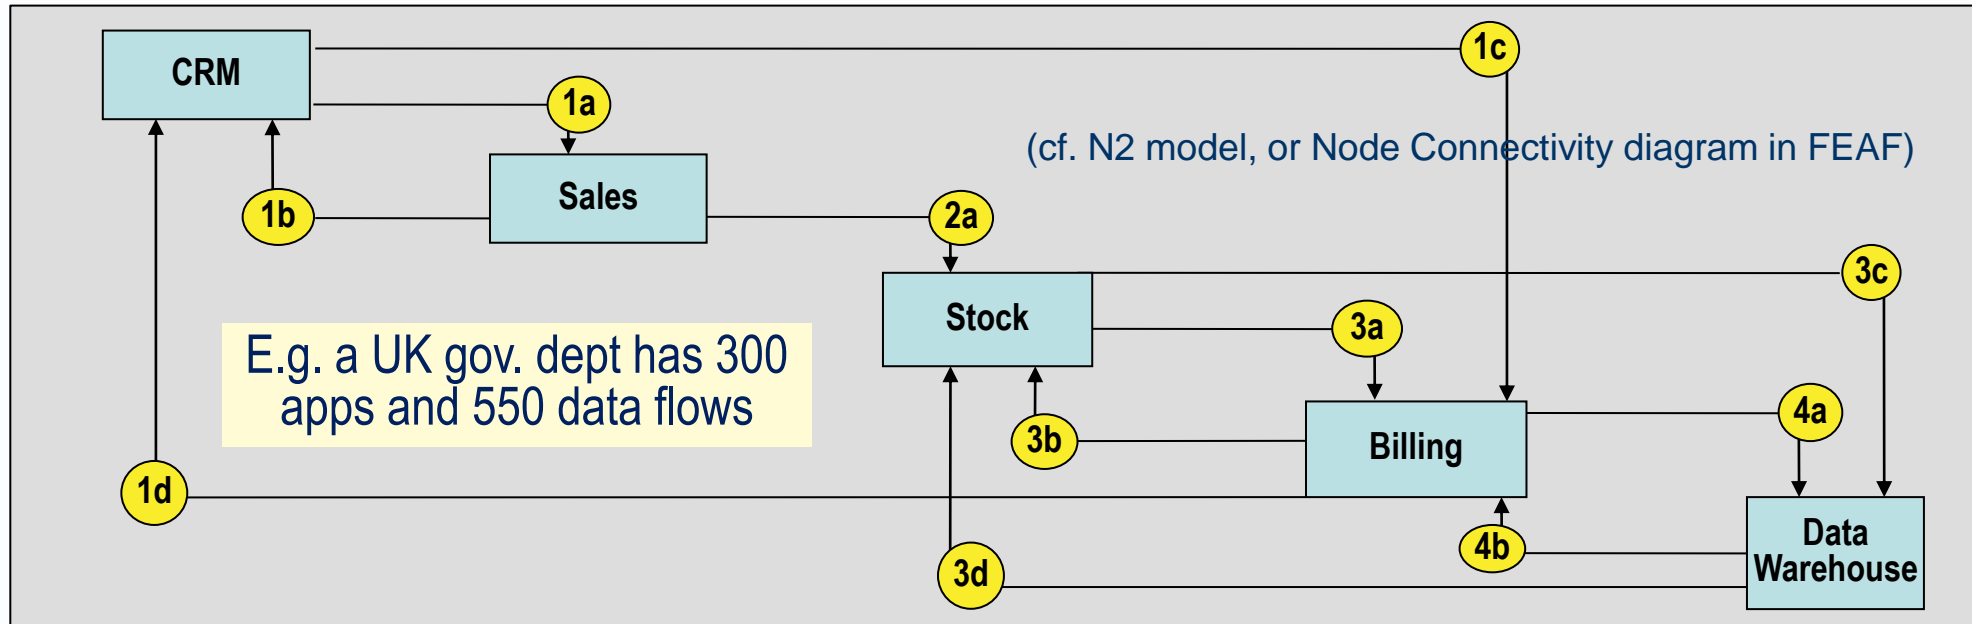 CRM
1c
1a
(cf. N2 model, or Node Connectivity diagram in FEAF)
Sales
1b
2a
3c
Stock
3a
E.g. a UK gov. dept has 300
apps and 550 data flows
4a
3b
Billing
1d
4b
Data
Warehouse
3d